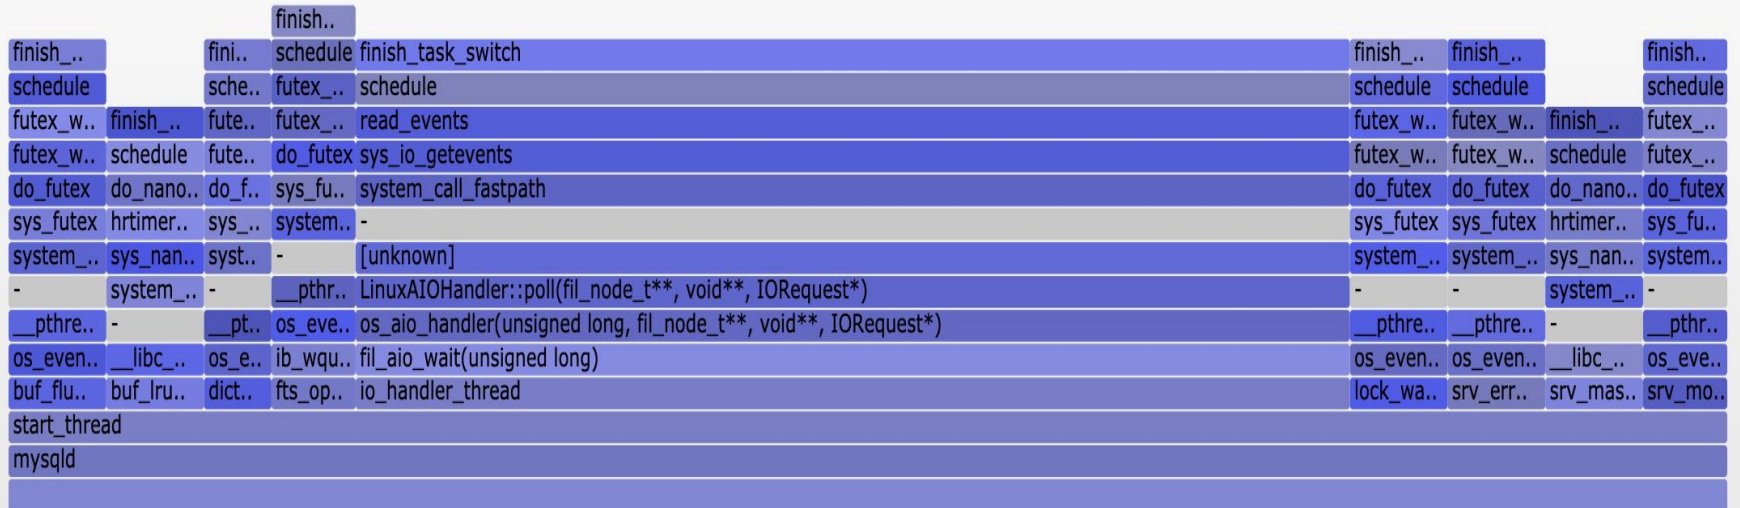 finish..
finish_.. fini.. schedule finish_task_switch finish_.. finish_.. finish..
schedule sche.. futex_.. schedule schedule schedule schedule
futex_w.. finish_.. fute.. futex_.. read_events futex_w.. futex_w.. finish_.. futex_..
futex_w.. schedule fute.. do_futex sys_io_getevents futex_w.. futex_w.. schedule futex_..
do_futex do_nano.. do_f.. sys_fu.. system_call_fastpath do_futex do_futex do_nano.. do_futex
sys_futex hrtimer.. sys_.. system.. - sys_futex sys_futex hrtimer.. sys_fu..
system_.. sys_nan.. syst.. - [unknown] system_.. system_.. sys_nan.. system..
- system_.. - __pthr.. LinuxAIOHandler::poll(fil_node_t**, void**, IORequest*) - - system_.. -
__pthre.. - __pt.. os_eve.. os_aio_handler(unsigned long, fil_node_t**, void**, IORequest*) __pthre.. __pthre.. - __pthr..
os_even.. __libc_.. os_e.. ib_wqu.. fil_aio_wait(unsigned long) os_even.. os_even.. __libc_.. os_eve..
buf_flu.. buf_lru.. dict.. fts_op.. io_handler_thread lock_wa.. srv_err.. srv_mas.. srv_mo..
start_thread
mysqld